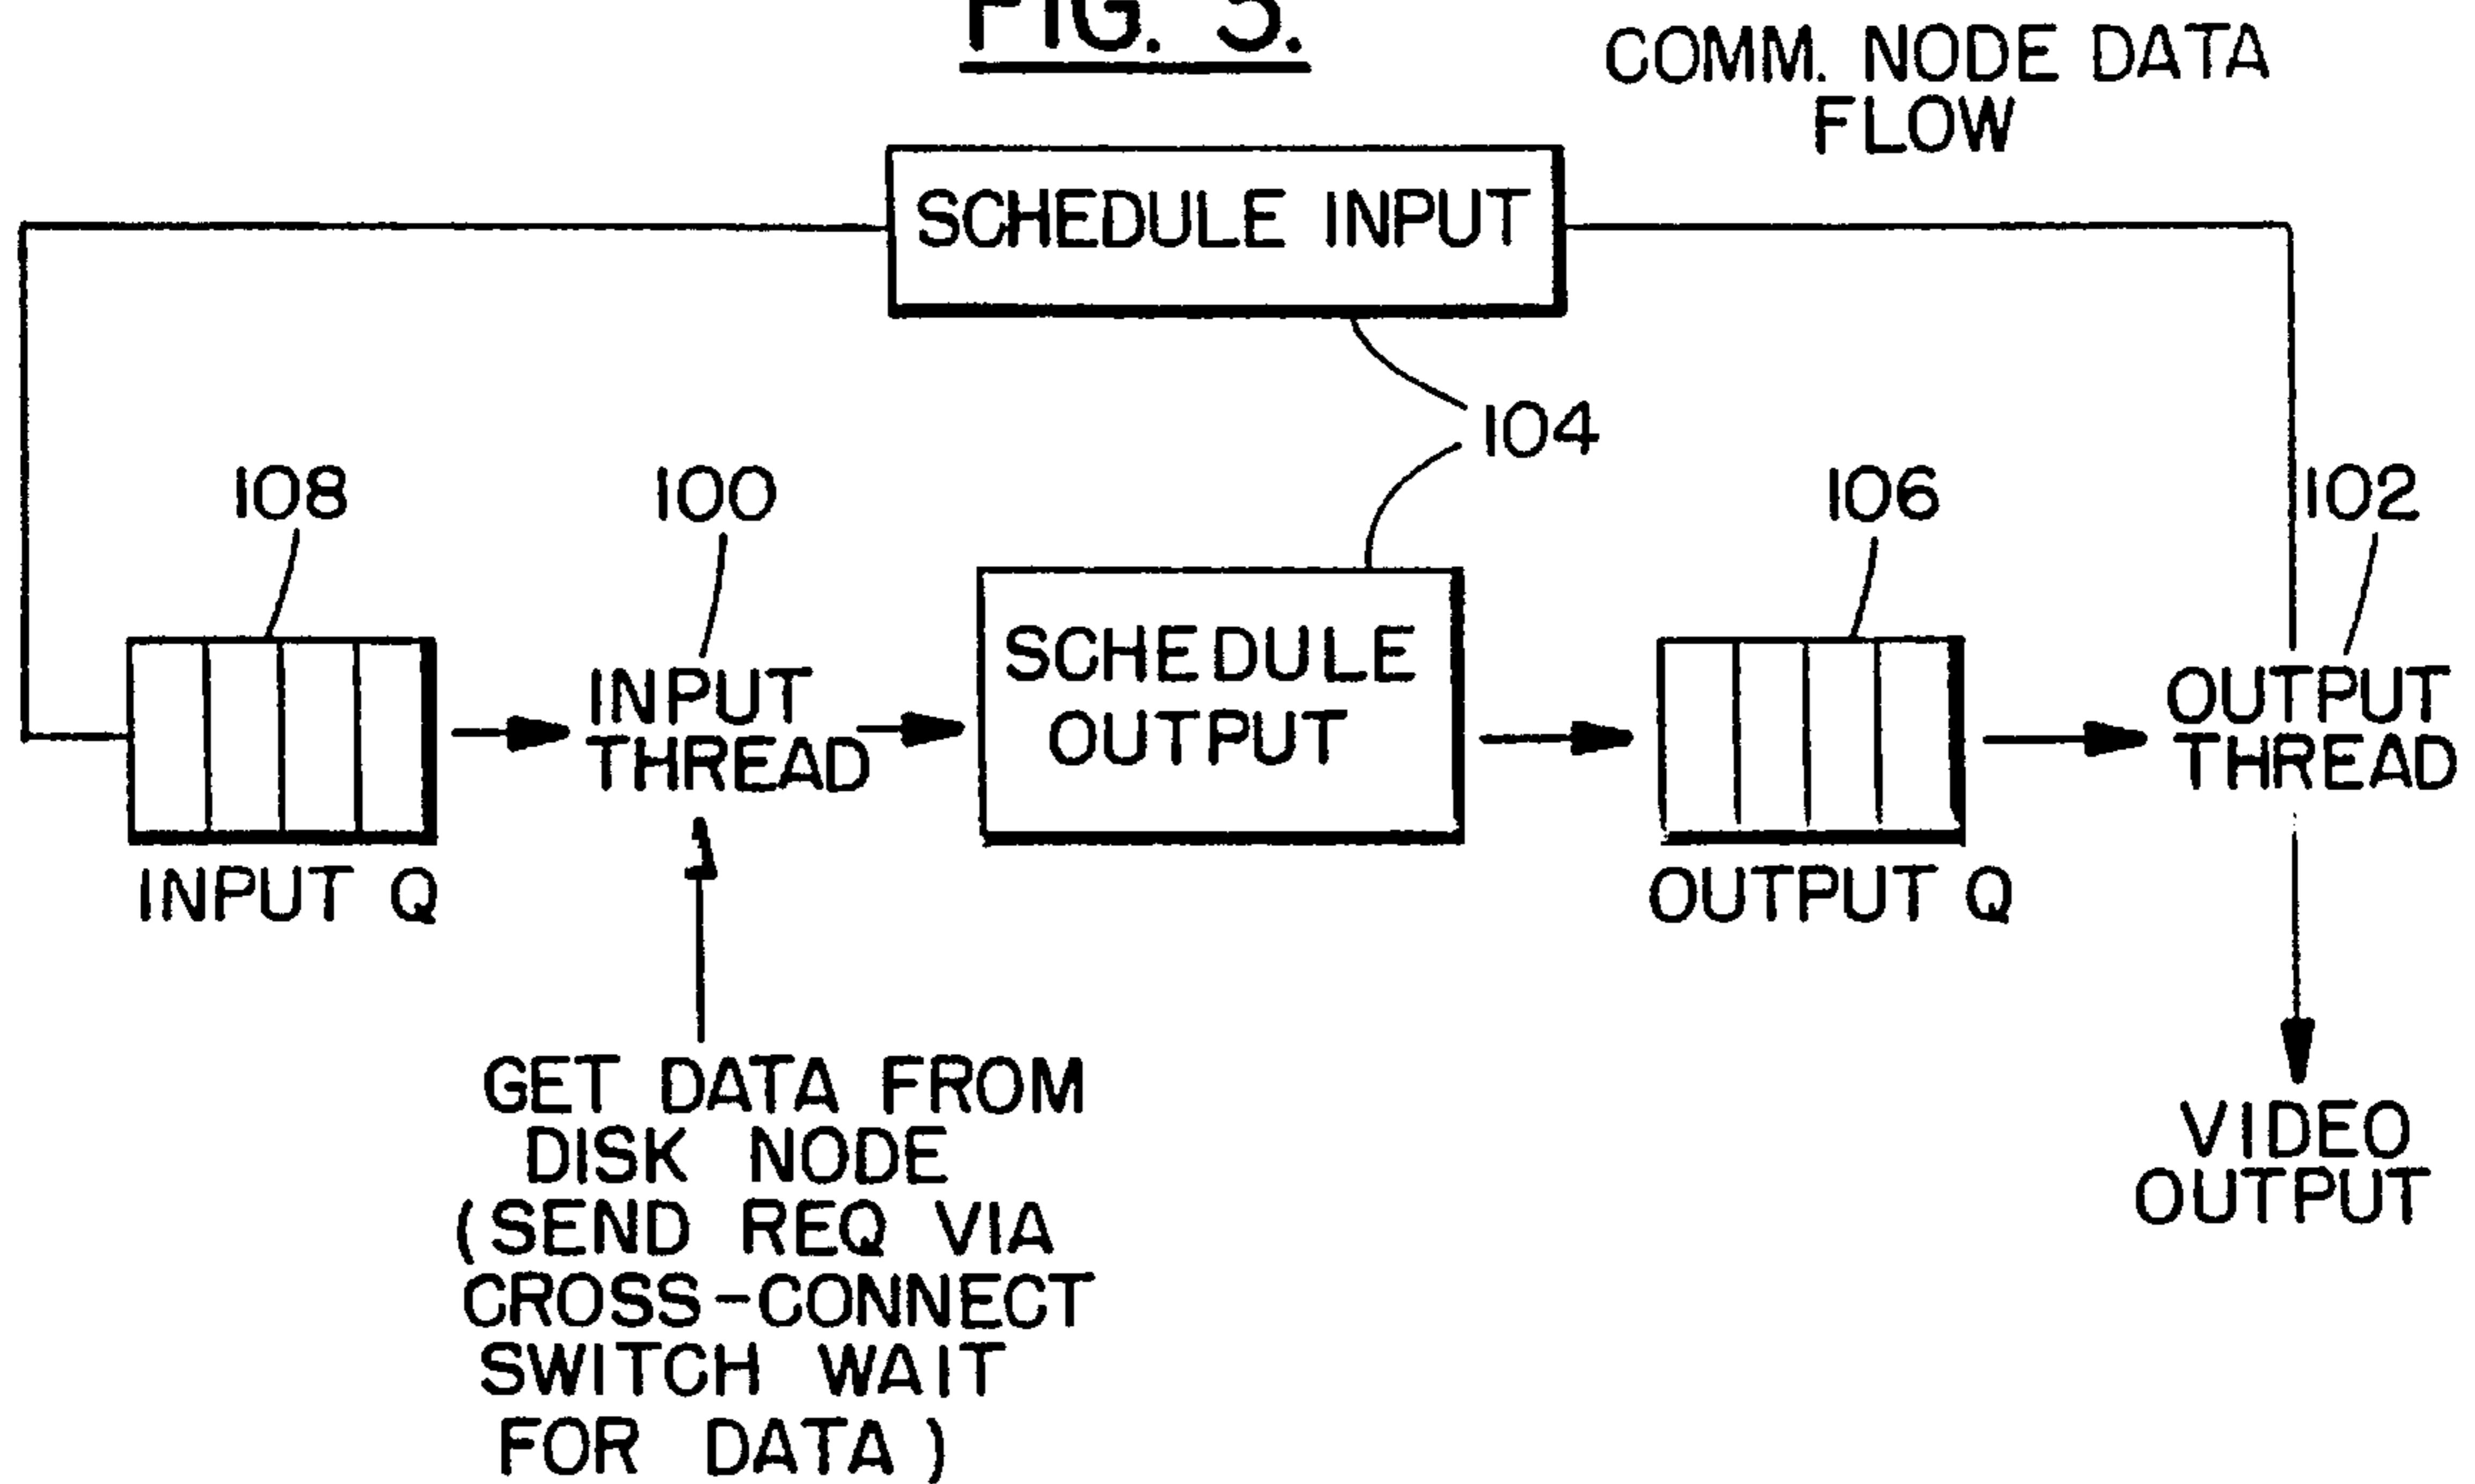 FIG. 3.
COMM. NODE DATA
FLOW
SCHEDULE INPUT
104
108
100
106
102
INPUT
THREAD
SCHEDULE
OUTPUT
OUTPUT
THREAD
INPUT Q
OUTPUT Q
GET DATA FROM
DISK NODE
(SEND REQ VIA
CROSS-CONNECT
SWITCH WAIT
FOR DATA)
VIDEO
OUTPUT